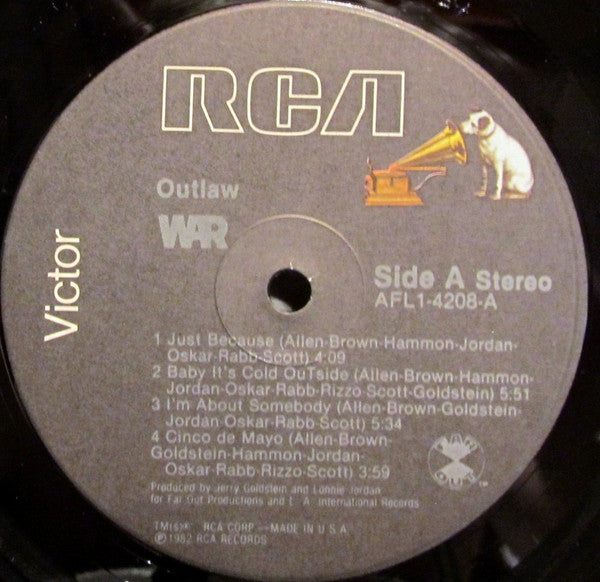 RCA
Victor
Outlaw
WAR
Side A Stereo
AFL1-4208-A
1 Just Because (Allen-Brown-Hammon-Jordan-
Oskar-Rabb-Scott) 4:09
2 Baby It's Cold OuTside (Allen-Brown-Hammon-
Jordan-Oskar-Rabb-Rizzo-Scott-Goldstein) 5:51
3 I'm About Somebody (Allen-Brown-Goldstein-
Jordan-Oskar-Rabb Scott) 5:34
4 Cinco de Mayo (Allen-Brown-
Goldstein-Hammon-Jordan-
Oskar-Rabb-Rizzo-Scott) 3:59
Produced by Jerry Goldstein and Lonnie Jordan
for Far Out Productions and L. A. International Records
FAR
OUT
TM(s)® RCA CORP —MADE IN U.S.A.
℗1982 RCA RECORDS